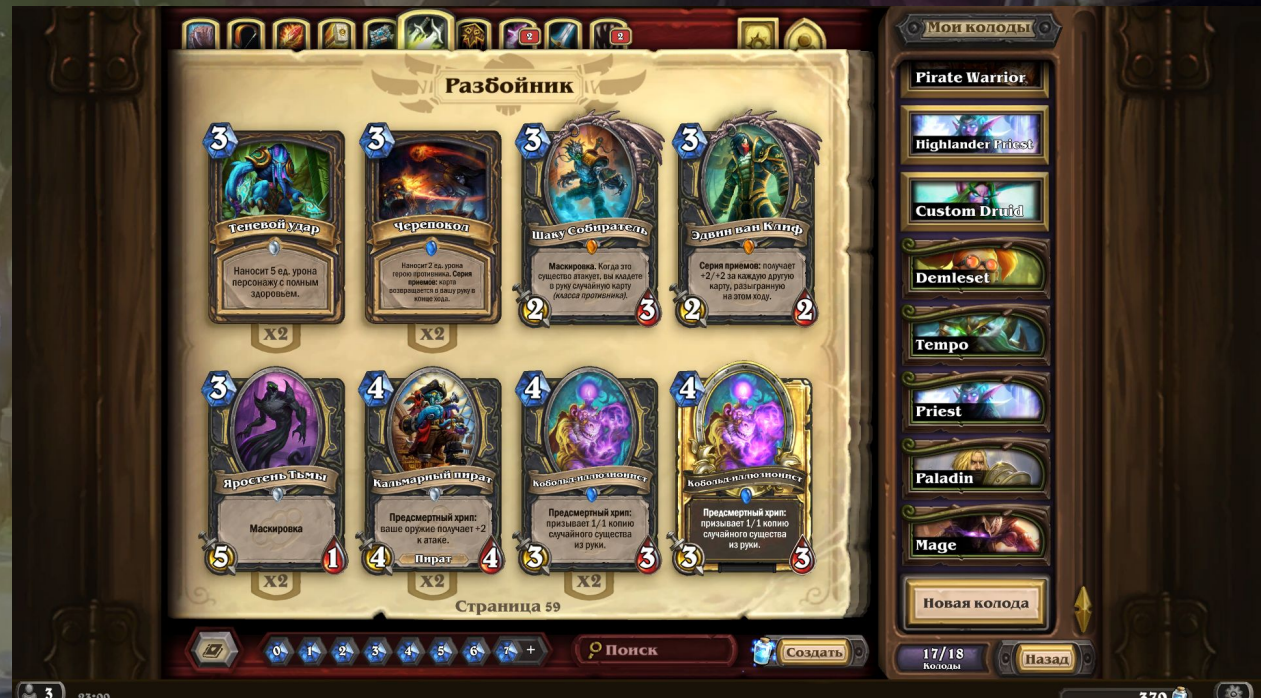 Мои колоды
2
2
Разбойник
Pirate Warrior
Highlander Priest
Custom Druid
Demleset
Tempo
Priest
Paladin
Mage
3
Теневой удар
Наносит 5 ед. урона
персонажу с полным
здоровьем.
X2
3
Черепокол
Наносит 2 ед. урона
герою противника. Серия
приемов: карта
возвращается в вашу руку в
конце хода.
X2
3
Шаку Собиратель
Маскировка. Когда это
существо атакует, вы кладете
в руку случайную карту
(класса противника).
2
3
3
Эдвин ван Клиф
Серия приемов: получает
+2/+2 за каждую другую
карту, разыгранную
на этом ходу.
2
2
3
Яростень Тьмы
Маскировка
5
1
X2
4
Кальмарный пират
Предсмертный хрип:
ваше оружие получает +2
к атаке.
Пират
4
4
X2
4
Кобольд-иллюзионист
Предсмертный хрип:
призывает 1/1 копию
случайного существа
из руки.
3
3
X2
4
Кобольд-иллюзионист
Предсмертный хрип:
призывает 1/1 копию
случайного существа
из руки.
3
3
Страница 59
Новая колода
0 1 2 3 4 5 6 7 +
Поиск
Создать
17/18
Колоды
Назад
3
23:00
370